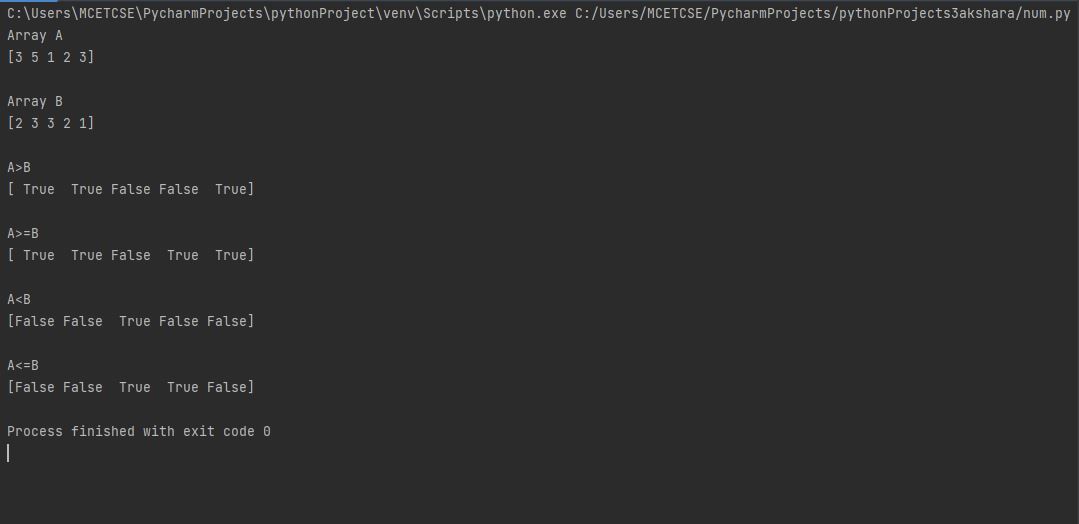 C:\Users\MCETCSE\PycharmProjects\pythonProject\venv\Scripts\python.exe C:/Users/MCETCSE/PycharmProjects/pythonProjects3akshara/num.py
Array A
[3 5 1 2 3]
Array B
[2 3 3 2 1]
A>B
[ True  True False False  True]
A>=B
[ True  True False  True  True]
A<B
[False False  True False False]
A<=B
[False False  True  True False]
Process finished with exit code 0